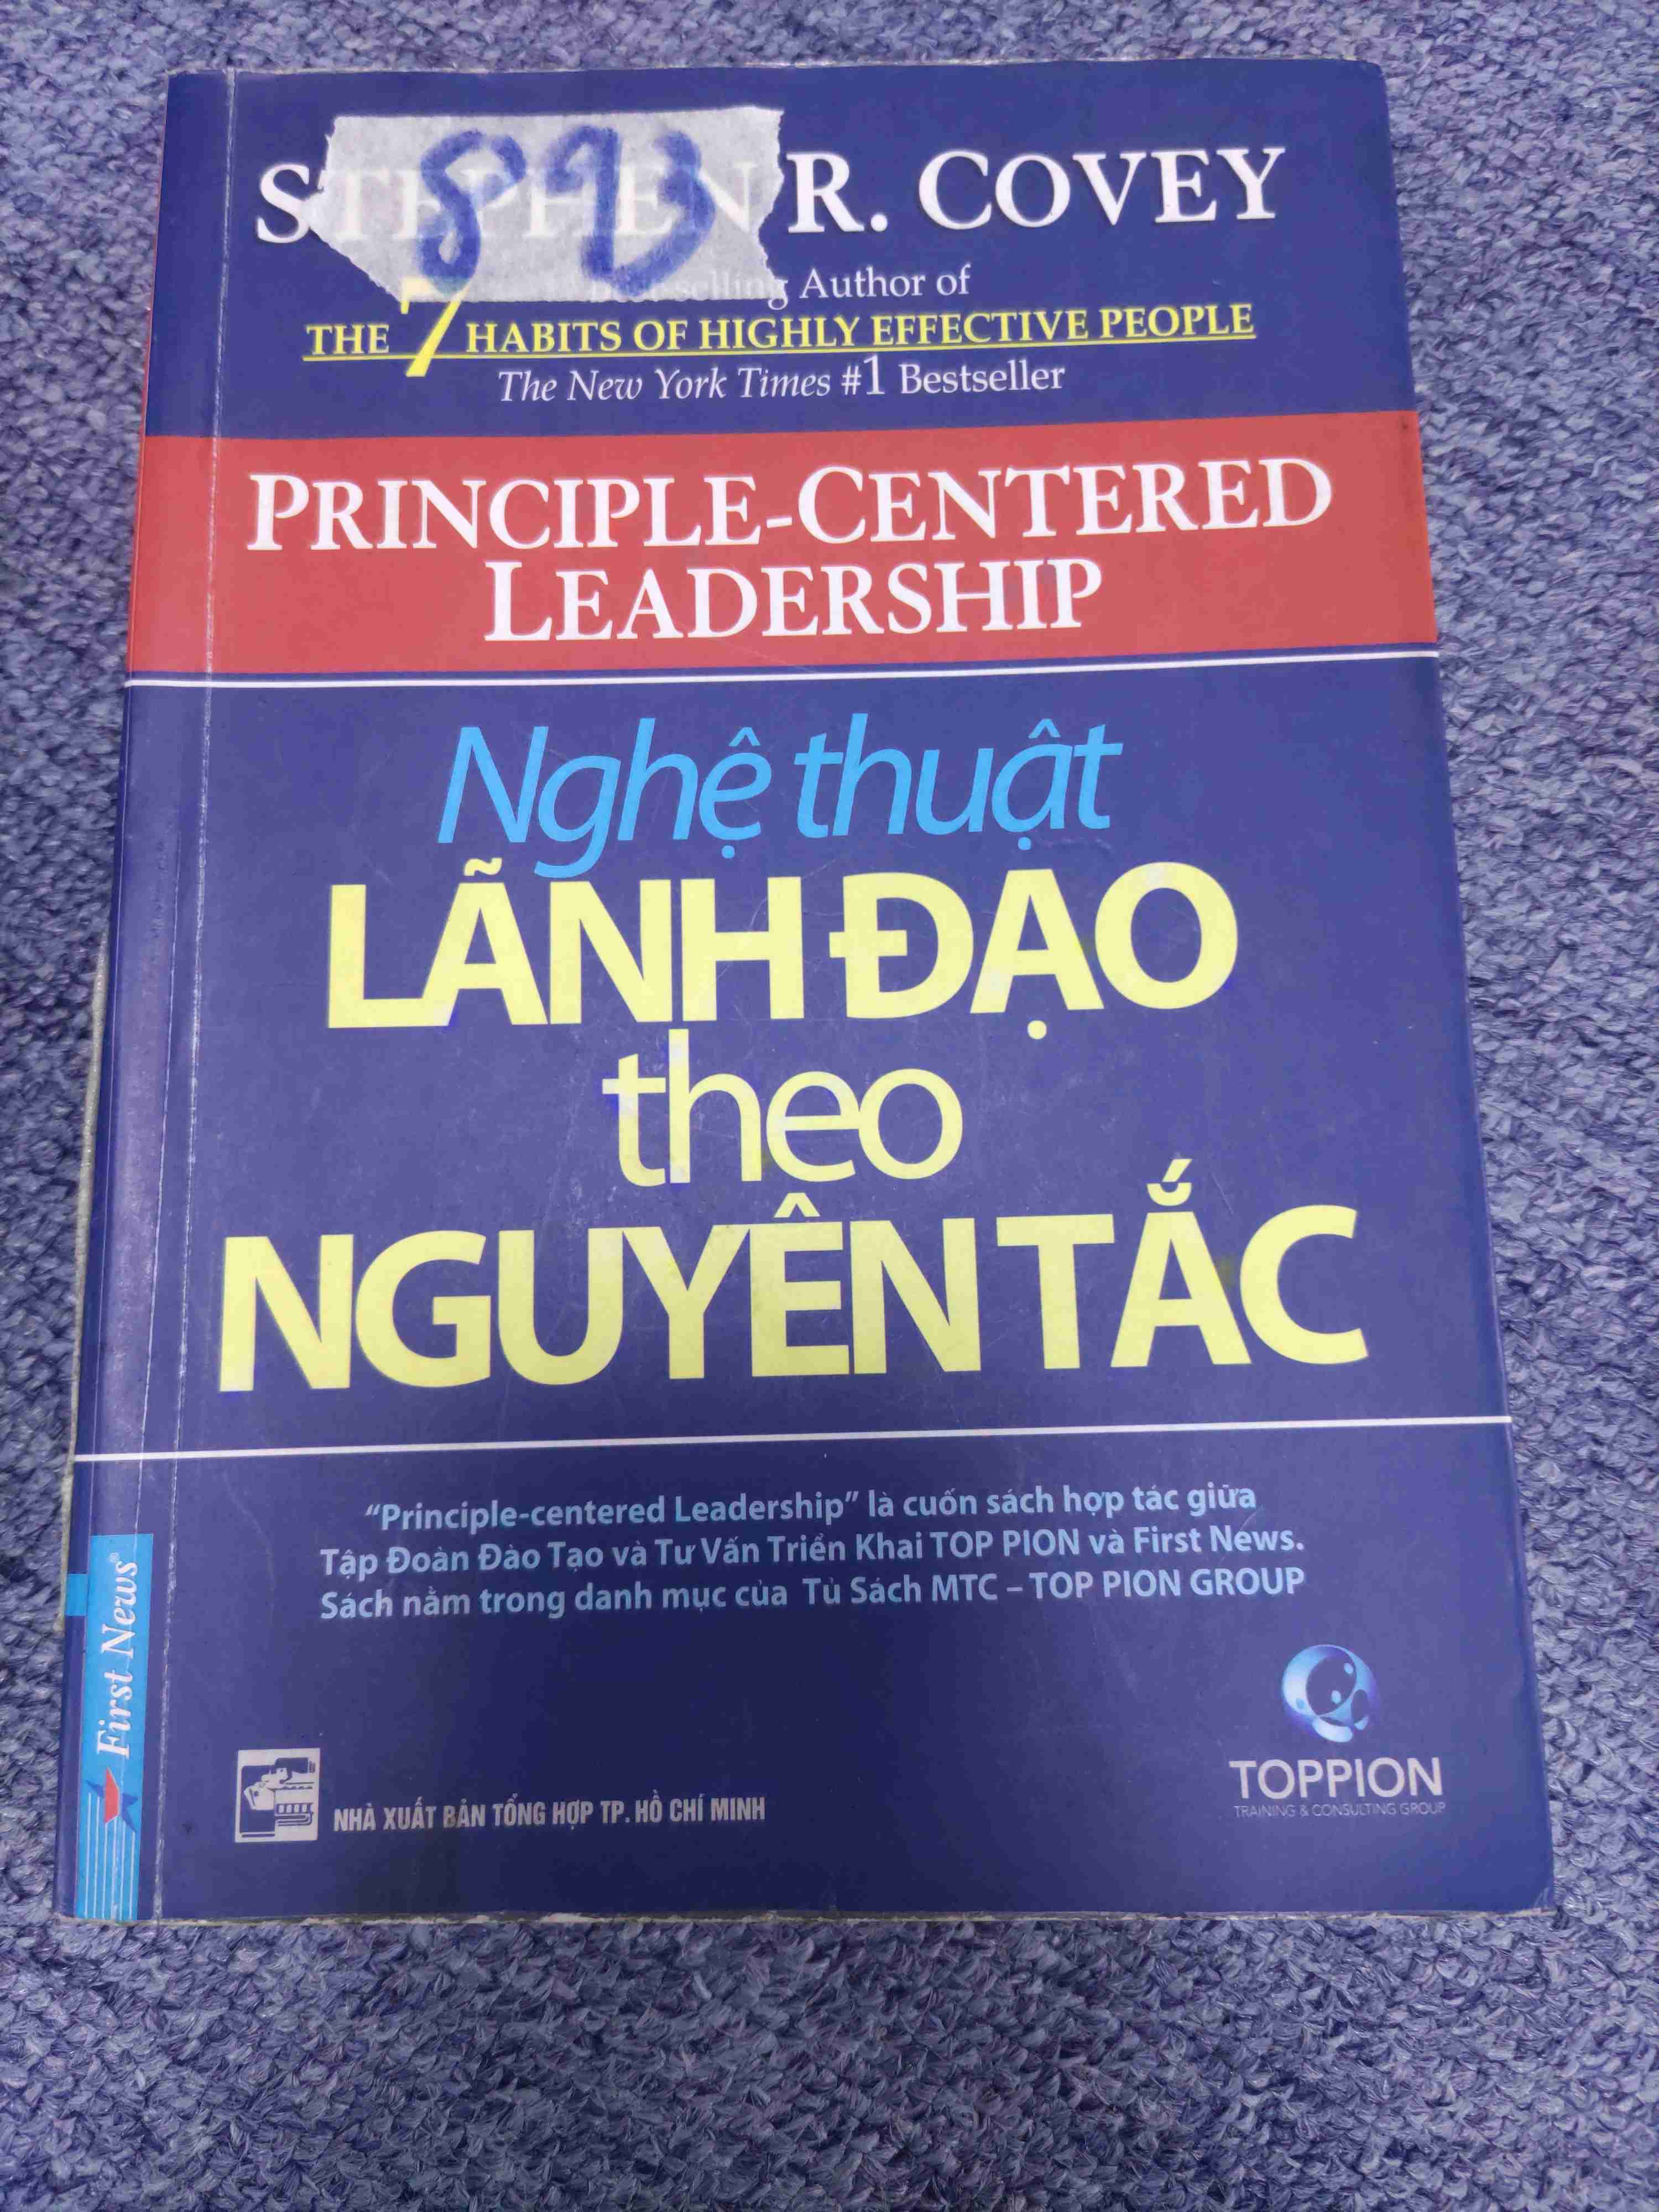 893
STEPHEN R. COVEY
Best-selling Author of
THE 7 HABITS OF HIGHLY EFFECTIVE PEOPLE
The New York Times #1 Bestseller
PRINCIPLE-CENTERED
LEADERSHIP
Nghệ thuật
LÃNH ĐẠO
theo
NGUYÊN TẮC
“Principle-centered Leadership” là cuốn sách hợp tác giữa
Tập Đoàn Đào Tạo và Tư Vấn Triển Khai TOP PION và First News.
Sách nằm trong danh mục của Tủ Sách MTC – TOP PION GROUP
First News®
NHÀ XUẤT BẢN TỔNG HỢP TP. HỒ CHÍ MINH
TOPPION
TRAINING & CONSULTING GROUP